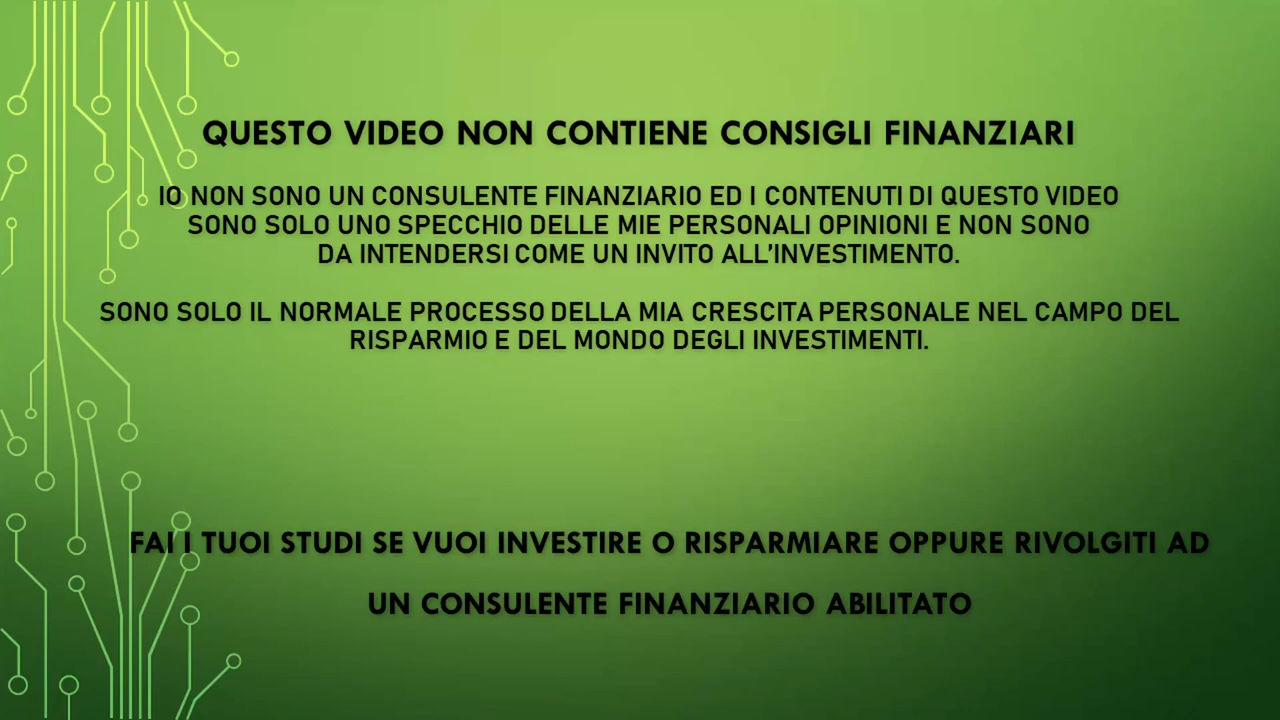 QUESTO VIDEO NON CONTIENE CONSIGLI FINANZIARI
IO NON SONO UN CONSULENTE FINANZIARIO ED I CONTENUTI DI QUESTO VIDEO
SONO SOLO UNO SPECCHIO DELLE MIE PERSONALI OPINIONI E NON SONO
DA INTENDERSI COME UN INVITO ALL'INVESTIMENTO.
SONO SOLO IL NORMALE PROCESSO DELLA MIA CRESCITA PERSONALE NEL CAMPO DEL
RISPARMIO E DEL MONDO DEGLI INVESTIMENTI.
FAI I TUOI STUDI SE VUOI INVESTIRE O RISPARMIARE OPPURE RIVOLGITI AD
UN CONSULENTE FINANZIARIO ABILITATO